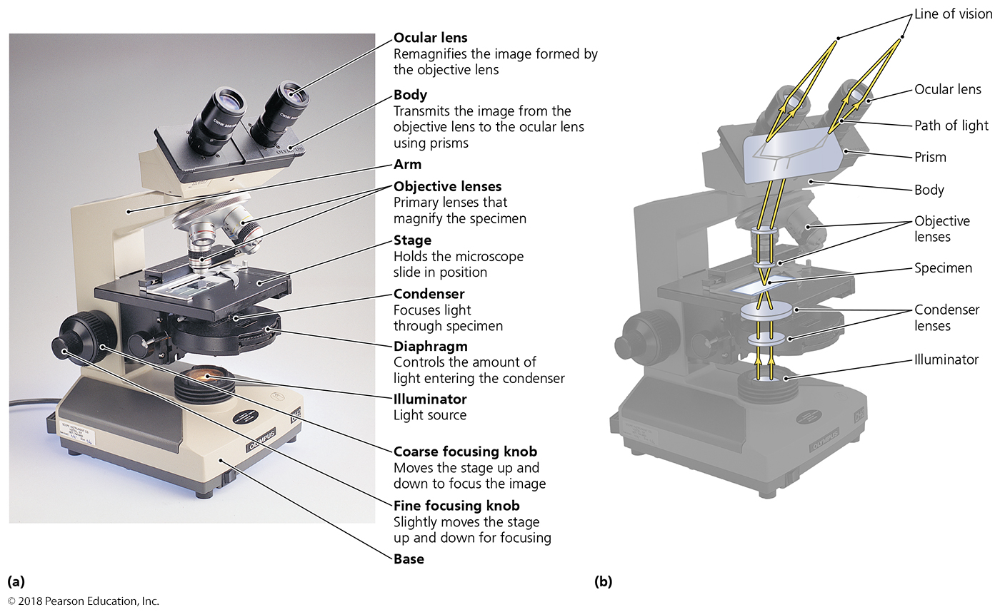 Ocular lens
Remagnifies the image formed by
the objective lens
Body
Transmits the image from the
objective lens to the ocular lens
using prisms
Arm
Objective lenses
Primary lenses that
magnify the specimen
Stage
Holds the microscope
slide in position
Condenser
Focuses light
through specimen
Diaphragm
Controls the amount of
light entering the condenser
Illuminator
Light source
Coarse focusing knob
Moves the stage up and
down to focus the image
Fine focusing knob
Slightly moves the stage
up and down for focusing
Base
OLYMPUS
OLYMPUS
(a)
Line of vision
Ocular lens
Path of light
Prism
Body
Objective
lenses
Specimen
Condenser
lenses
Illuminator
OLYMPUS
(b)
© 2018 Pearson Education, Inc.